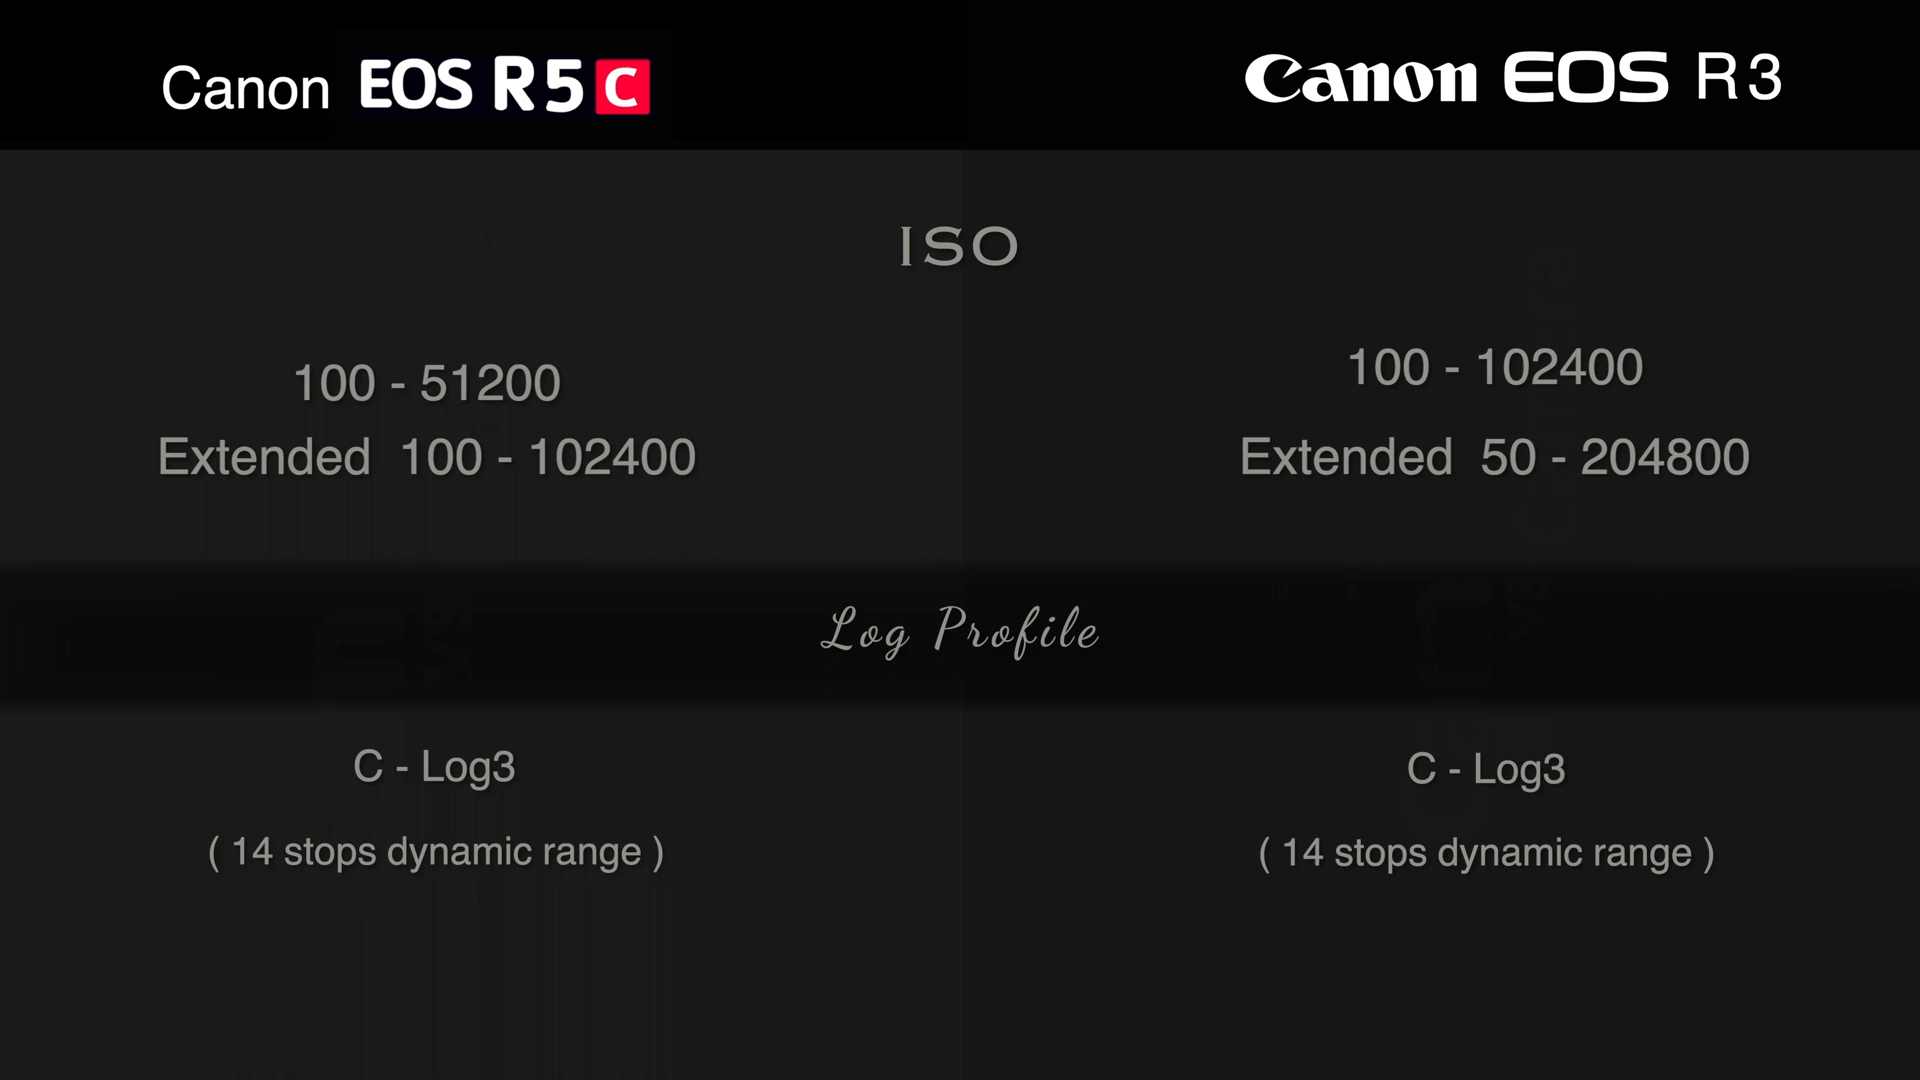 Canon EOS R5 C
Canon EOS R3
ISO
100 - 51200
100 - 102400
Extended 100 - 102400
Extended 50 - 204800
Log Profile
C - Log3
C - Log3
( 14 stops dynamic range )
( 14 stops dynamic range )